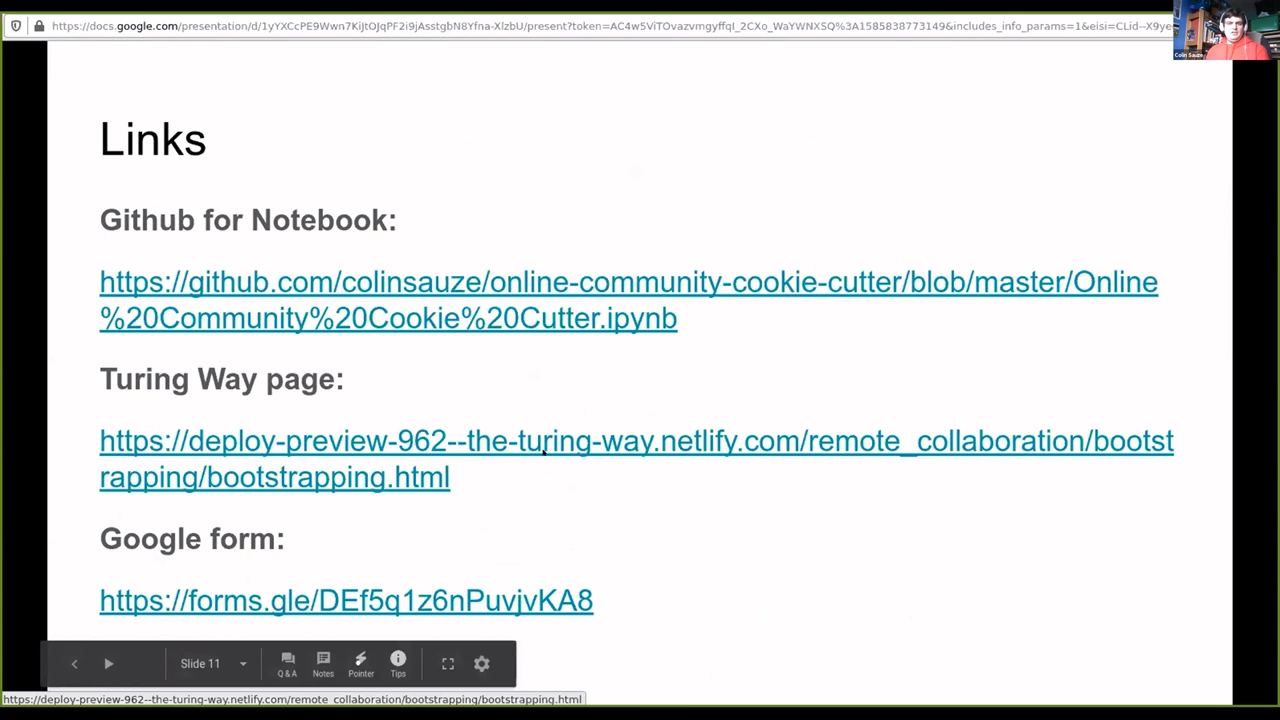 https://docs.google.com/presentation/d/1yYXCcPE9Wwn7KiJtOJqPF2i9jAsstgbN8Yfna-XlzbU/present?token=AC4w5ViTOvazvmgyffqI_2CXo_WaYWNXSQ%3A1585838773149&includes_info_params=1&eisi=CLid--X9ye
Colin Sauze
Links
Github for Notebook:
https://github.com/colinsauze/online-community-cookie-cutter/blob/master/Online
%20Community%20Cookie%20Cutter.ipynb
Turing Way page:
https://deploy-preview-962--the-turing-way.netlify.com/remote_collaboration/bootst
rapping/bootstrapping.html
Google form:
https://forms.gle/DEf5q1z6nPuvjvKA8
Slide 11
Q & A Notes Pointer Tips
https://deploy-preview-962--the-turing-way.netlify.com/remote_collaboration/bootstrapping/bootstrapping.html